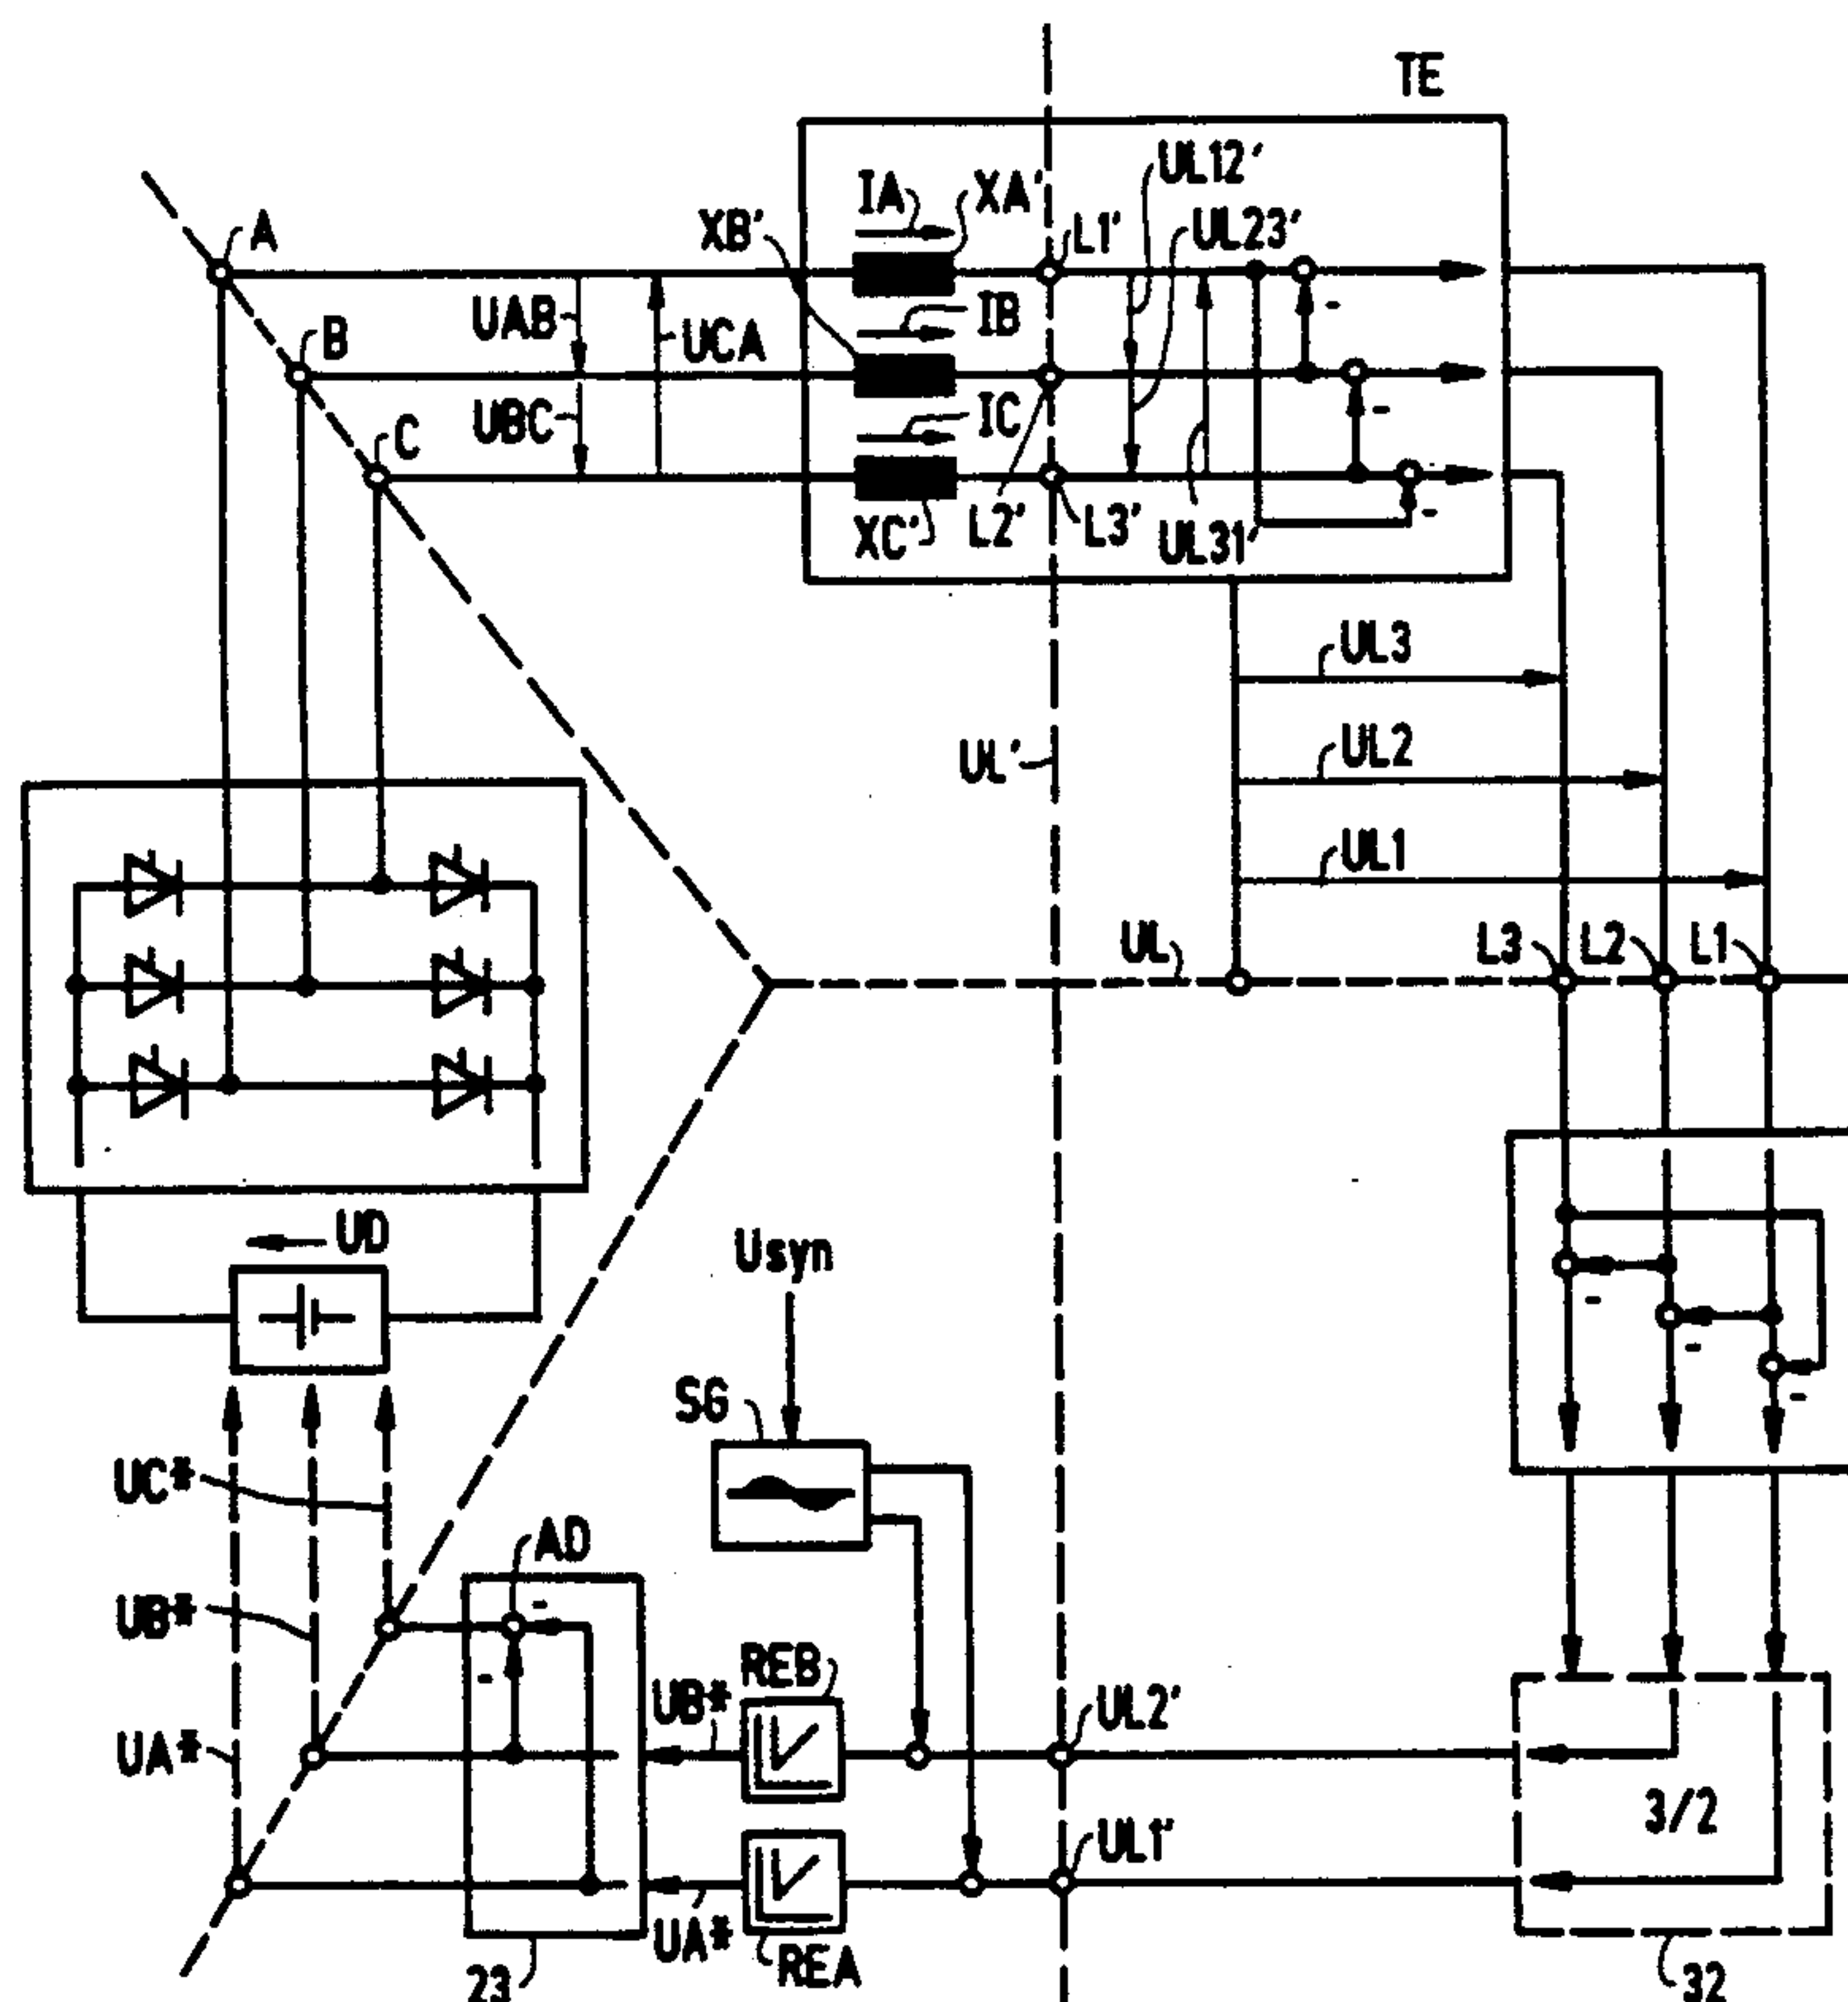 TE
UL12'
IA
XA'
XB'
L1'
UL23'
A
UAB
IB
UCA
B
UBC
IC
C
XC'
L2'
L3'
UL31'
UL3
UL'
UL2
UL1
UL
L3
L2
L1
UD
Usyn
-
-
-
SG
UC*
AD
UB*
-
-
REB
UB*
UL2'
UA*
3/2
UL1'
UA*
REA
23
32